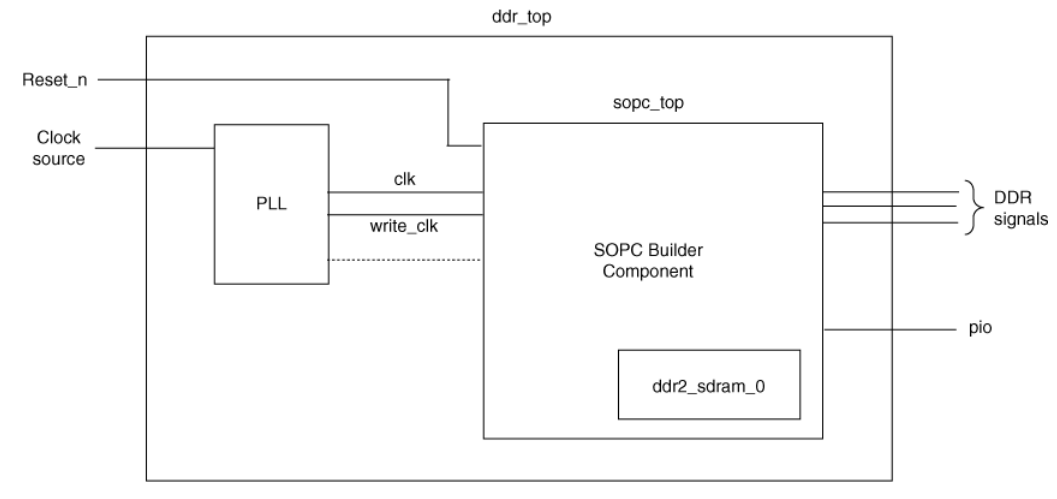 ddr_top
Reset_n
sopc_top
Clock
source
clk
PLL
write_clk
DDR
signals
SOPC Builder
Component
pio
ddr2_sdram_0